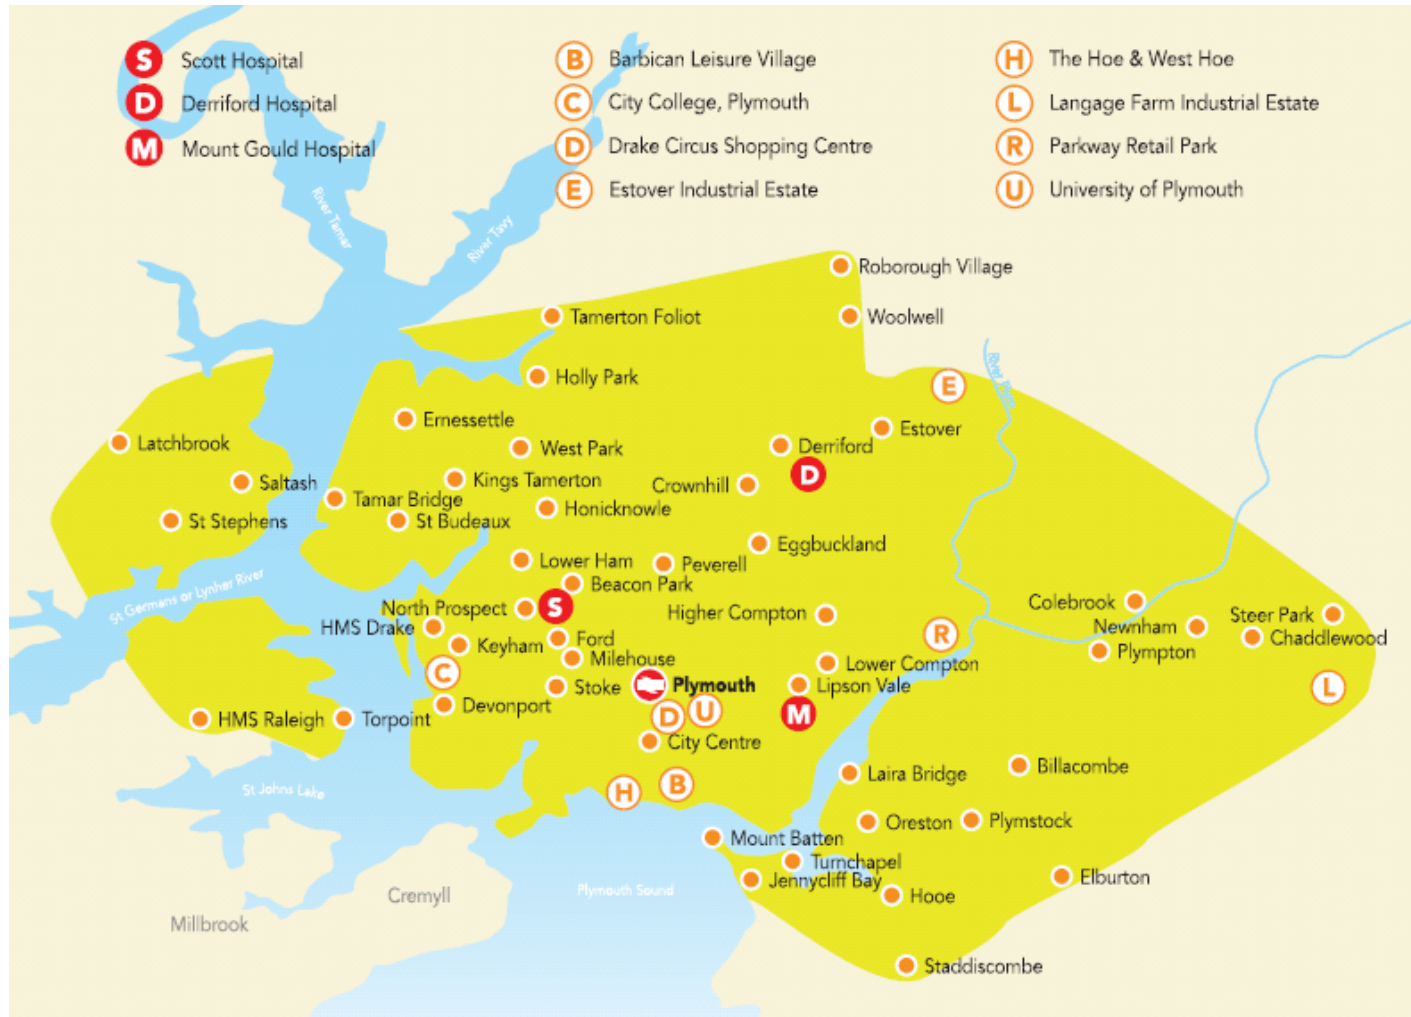 S Scott Hospital
D Derriford Hospital
M Mount Gould Hospital
B Barbican Leisure Village
C City College, Plymouth
D Drake Circus Shopping Centre
E Estover Industrial Estate
H The Hoe & West Hoe
L Langage Farm Industrial Estate
R Parkway Retail Park
U University of Plymouth
River Tamar
River Tavy
Roborough Village
Tamerton Foliot
Woolwell
River Plym
Holly Park
E
Ernessettle
Estover
Latchbrook
West Park
Derriford
D
Saltash
Kings Tamerton
Crownhill
Tamar Bridge
Honicknowle
St Stephens
St Budeaux
Eggbuckland
Lower Ham
Peverell
St Germans or Lynher River
Beacon Park
North Prospect
S
Higher Compton
Colebrook
Steer Park
HMS Drake
Ford
R
Newnham
Chaddlewood
Keyham
Milehouse
Plympton
C
Lower Compton
Stoke
Plymouth
Lipson Vale
L
Devonport
D
U
M
HMS Raleigh
Torpoint
City Centre
Laira Bridge
Billacombe
St Johns Lake
H
B
Oreston
Plymstock
Mount Batten
Turnchapel
Jennycliff Bay
Elburton
Cremyll
Plymouth Sound
Hooe
Millbrook
Staddiscombe